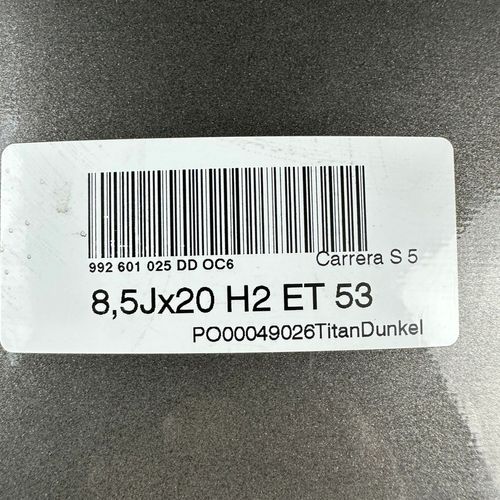 992 601 025 DD OC6
Carrera S 5
8,5Jx20 H2 ET 53
PO00049026TitanDunkel